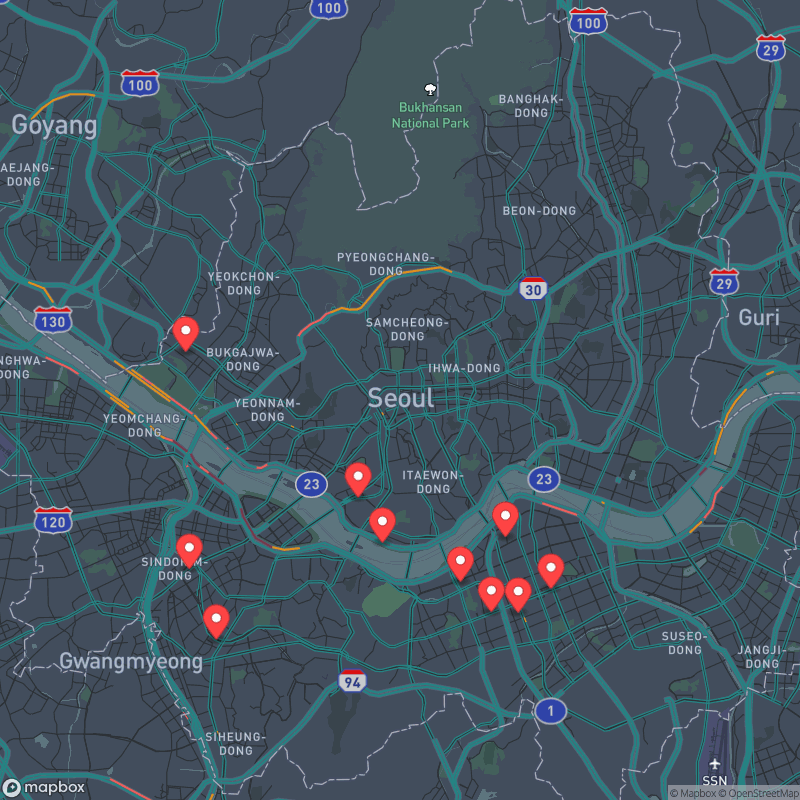 100
100
29
100
Goyang
Bukhansan
National Park
BANGHAK-
DONG
AEJANG-
DONG
BEON-DONG
PYEONGCHANG-
DONG
YEOKCHON-
DONG
30
29
130
SAMCHEONG-
DONG
Guri
NGHWA-
DONG
BUKGAJWA-
DONG
IHWA-DONG
Seoul
YEONNAM-
DONG
YEOMCHANG-
DONG
ITAEWON-
DONG
23
23
120
SINDORIM-
DONG
SUSEO-
DONG
JANGJI-
DONG
Gwangmyeong
94
1
SIHEUNG-
DONG
SSN
mapbox
© Mapbox © OpenStreetMap